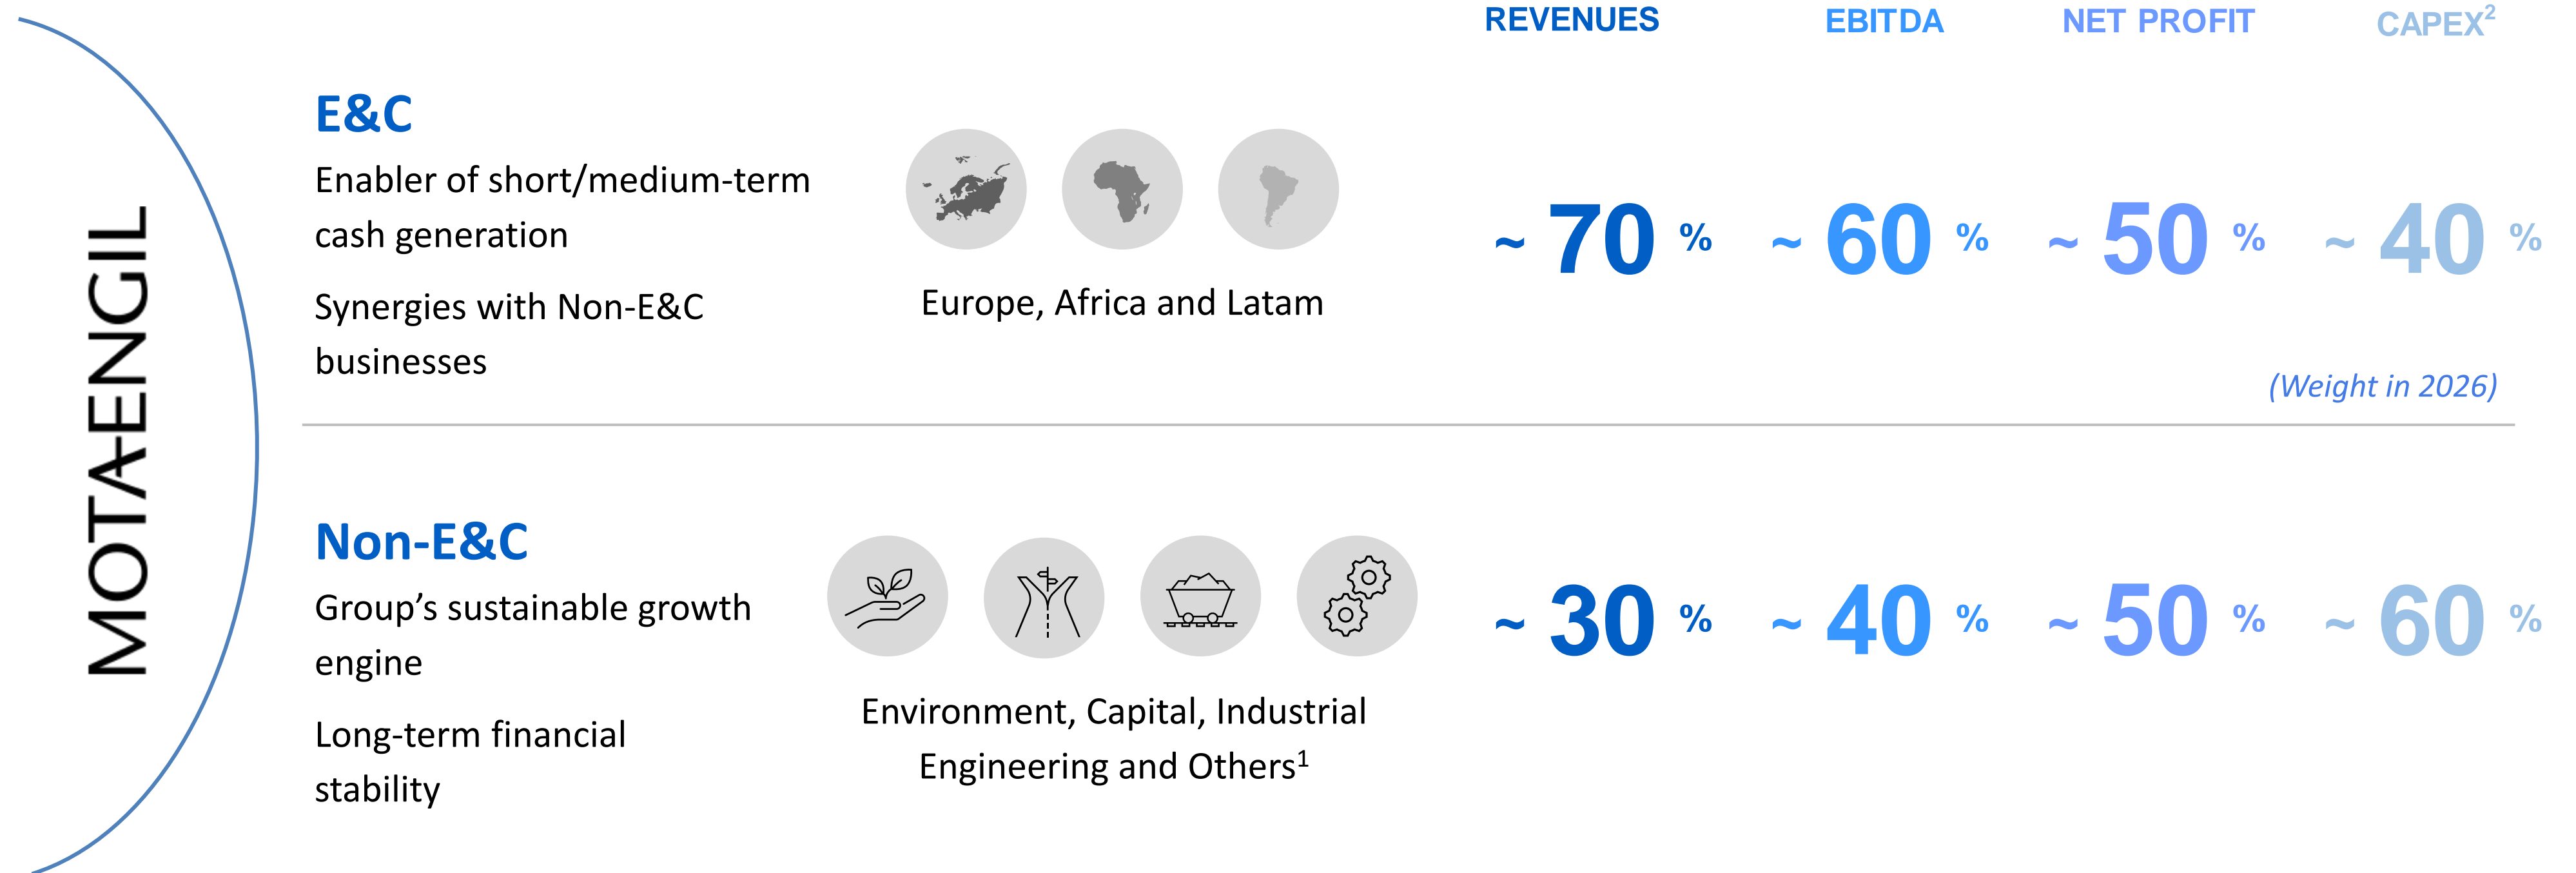 MOTAENGIL
REVENUES EBITDA NET PROFIT CAPEX²
E&C
Enabler of short/medium-term
cash generation
Synergies with Non-E&C
businesses
Europe, Africa and Latam
~ 70 % ~ 60 % ~ 50 % ~ 40 %
(Weight in 2026)
Non-E&C
Group’s sustainable growth
engine
Long-term financial
stability
Environment, Capital, Industrial
Engineering and Others¹
~ 30 % ~ 40 % ~ 50 % ~ 60 %